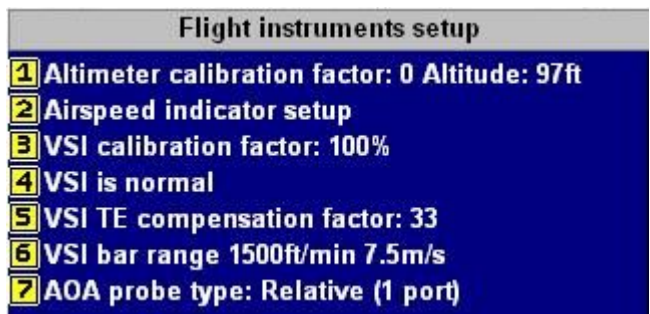 Flight instruments setup
1 Altimeter calibration factor: 0 Altitude: 97ft
2 Airspeed indicator setup
3 VSI calibration factor: 100%
4 VSI is normal
5 VSI TE compensation factor: 33
6 VSI bar range 1500ft/min 7.5m/s
7 AOA probe type: Relative (1 port)